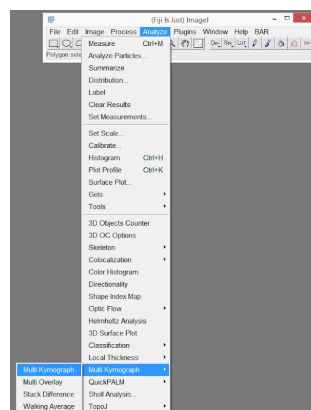 (Fiji Is Just) ImageJ
File Edit Image Process Analyze Plugins Window Help BAR
Dev Stk LUT
Polygon sele
Measure Ctrl+M
Analyze Particles...
Summarize
Distribution...
Label
Clear Results
Set Measurements...
Set Scale...
Calibrate...
Histogram Ctrl+H
Plot Profile Ctrl+K
Surface Plot...
Gels
Tools
3D Objects Counter
3D OC Options
Skeleton
Colocalization
Color Histogram
Directionality
Shape Index Map
Optic Flow
Helmholtz Analysis
3D Surface Plot
Classification
Local Thickness
Multi Kymograph Multi Kymograph
Multi Overlay QuickPALM
Stack Difference Sholl Analysis...
Walking Average TopoJ